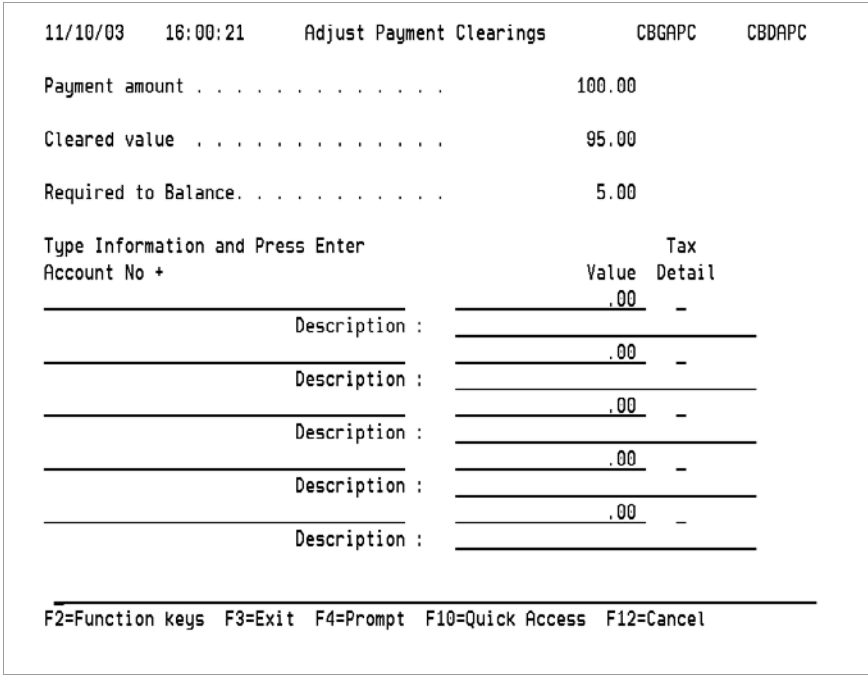 11/10/03 16:00:21 Adjust Payment Clearings CBGAPC CBDAPC
Payment amount . . . . . . . . . . . . . 100.00
Cleared value . . . . . . . . . . . . . 95.00
Required to Balance. . . . . . . . . . . 5.00
Type Information and Press Enter Tax
Account No + Value Detail
.00 _
Description :
.00 _
Description :
.00 _
Description :
.00 _
Description :
.00 _
Description :
F2=Function keys F3=Exit F4=Prompt F10=Quick Access F12=Cancel